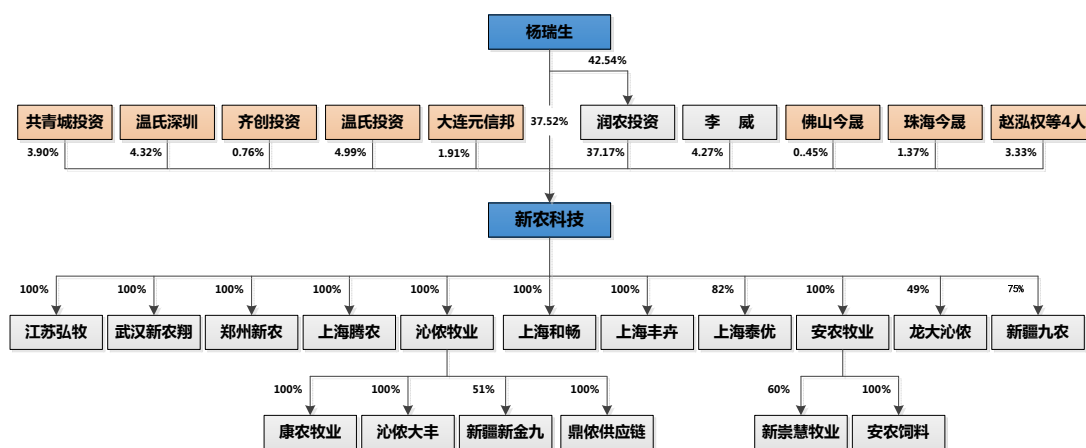 杨瑞生
42.54%
共青城投资 温氏深圳 齐创投资 温氏投资 大连元信邦 37.52% 润农投资 李 威 佛山今晟 珠海今晟 赵泓权等4人
3.90% 4.32% 0.76% 4.99% 1.91% 37.17% 4.27% 0..45% 1.37% 3.33%
新农科技
100% 100% 100% 100% 100% 100% 100% 82% 100% 49% 75%
江苏弘牧 武汉新农翔 郑州新农 上海腾农 沁侬牧业 上海和畅 上海丰卉 上海泰优 安农牧业 龙大沁侬 新疆九农
100% 100% 51% 100% 60% 100%
康农牧业 沁侬大丰 新疆新金九 鼎侬供应链 新崇慧牧业 安农饲料